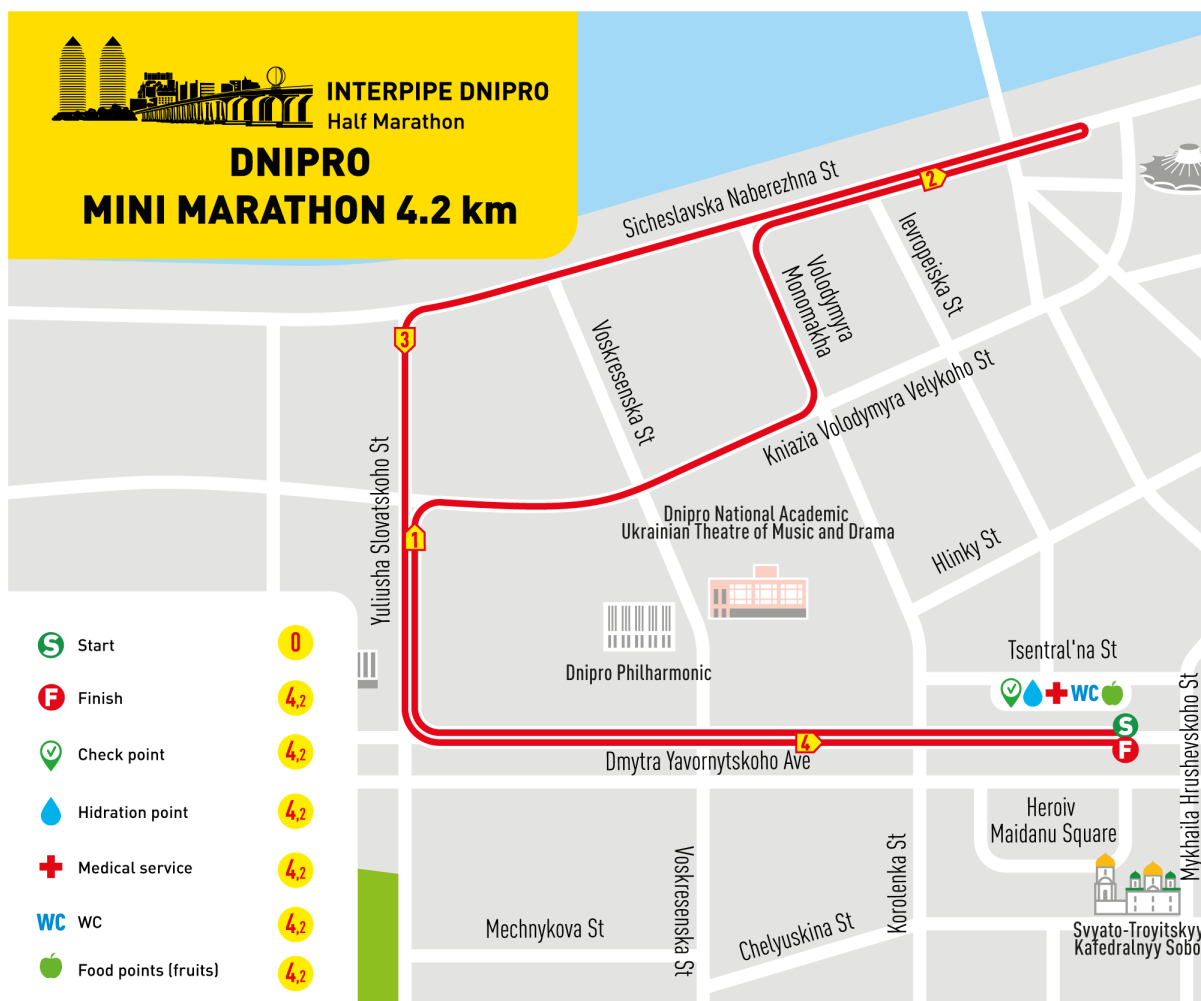 INTERPIPE DNIPRO
Half Marathon
DNIPRO
MINI MARATHON 4.2 km
Sicheslavska Naberezhna St
2
Ievropeiska St
Volodymyra
Monomakha
3
Voskresenska St
Kniazia Volodymyra Velykoho St
Yuliusha Slovatskoho St
1
Dnipro National Academic
Ukrainian Theatre of Music and Drama
Hlinky St
Dnipro Philharmonic
Tsentral'na St
WC
S
F
4
Dmytra Yavornytskoho Ave
Mykhaila Hrushevskoho St
Heroiv
Maidanu Square
Voskresenska St
Korolenka St
Mechnykova St
Chelyuskina St
Svyato-Troyitskyy
Kafedralnyy Sobo
S Start 0
F Finish 4,2
Check point 4,2
Hidration point 4,2
Medical service 4,2
WC WC 4,2
Food points (fruits) 4,2